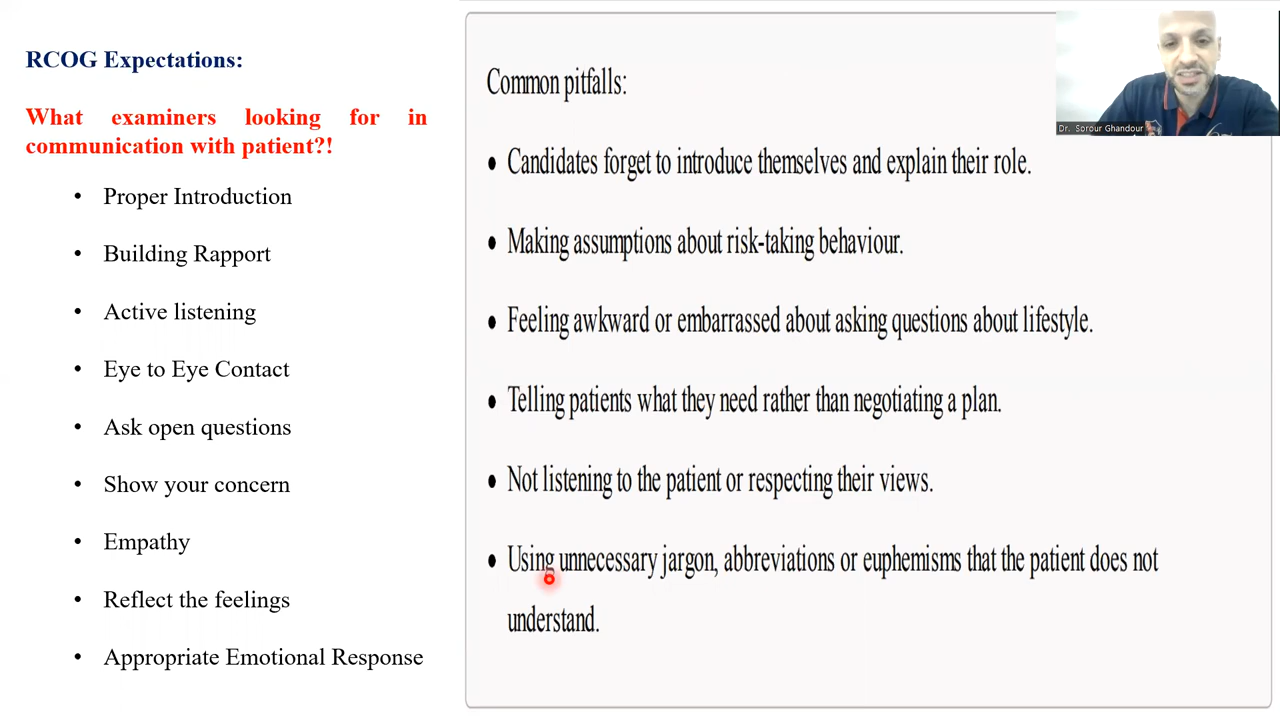 RCOG Expectations:
What examiners looking for in
communication with patient?!
• Proper Introduction
• Building Rapport
• Active listening
• Eye to Eye Contact
• Ask open questions
• Show your concern
• Empathy
• Reflect the feelings
• Appropriate Emotional Response
Common pitfalls:
• Candidates forget to introduce themselves and explain their role.
• Making assumptions about risk-taking behaviour.
• Feeling awkward or embarrassed about asking questions about lifestyle.
• Telling patients what they need rather than negotiating a plan.
• Not listening to the patient or respecting their views.
• Using unnecessary jargon, abbreviations or euphemisms that the patient does not
understand.
Dr. Sorour Ghandour